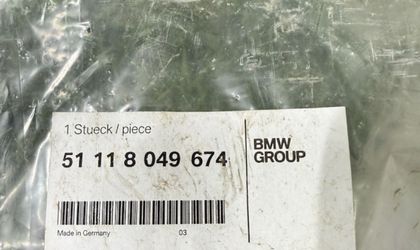 1 Stueck / piece
51 11 8 049 674
BMW
GROUP
Made in Germany 03